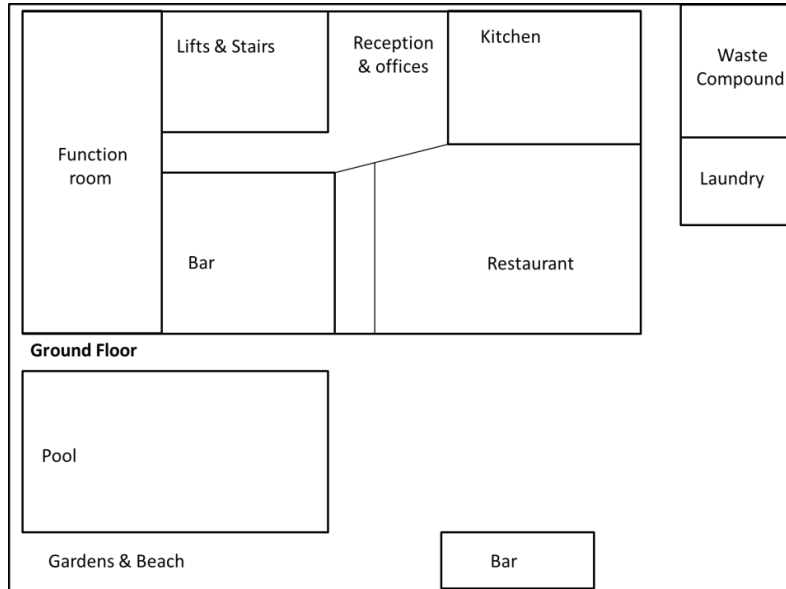 Lifts & Stairs
Reception
& offices
Kitchen
Waste
Compound
Function
room
Laundry
Bar
Restaurant
Ground Floor
Pool
Gardens & Beach
Bar